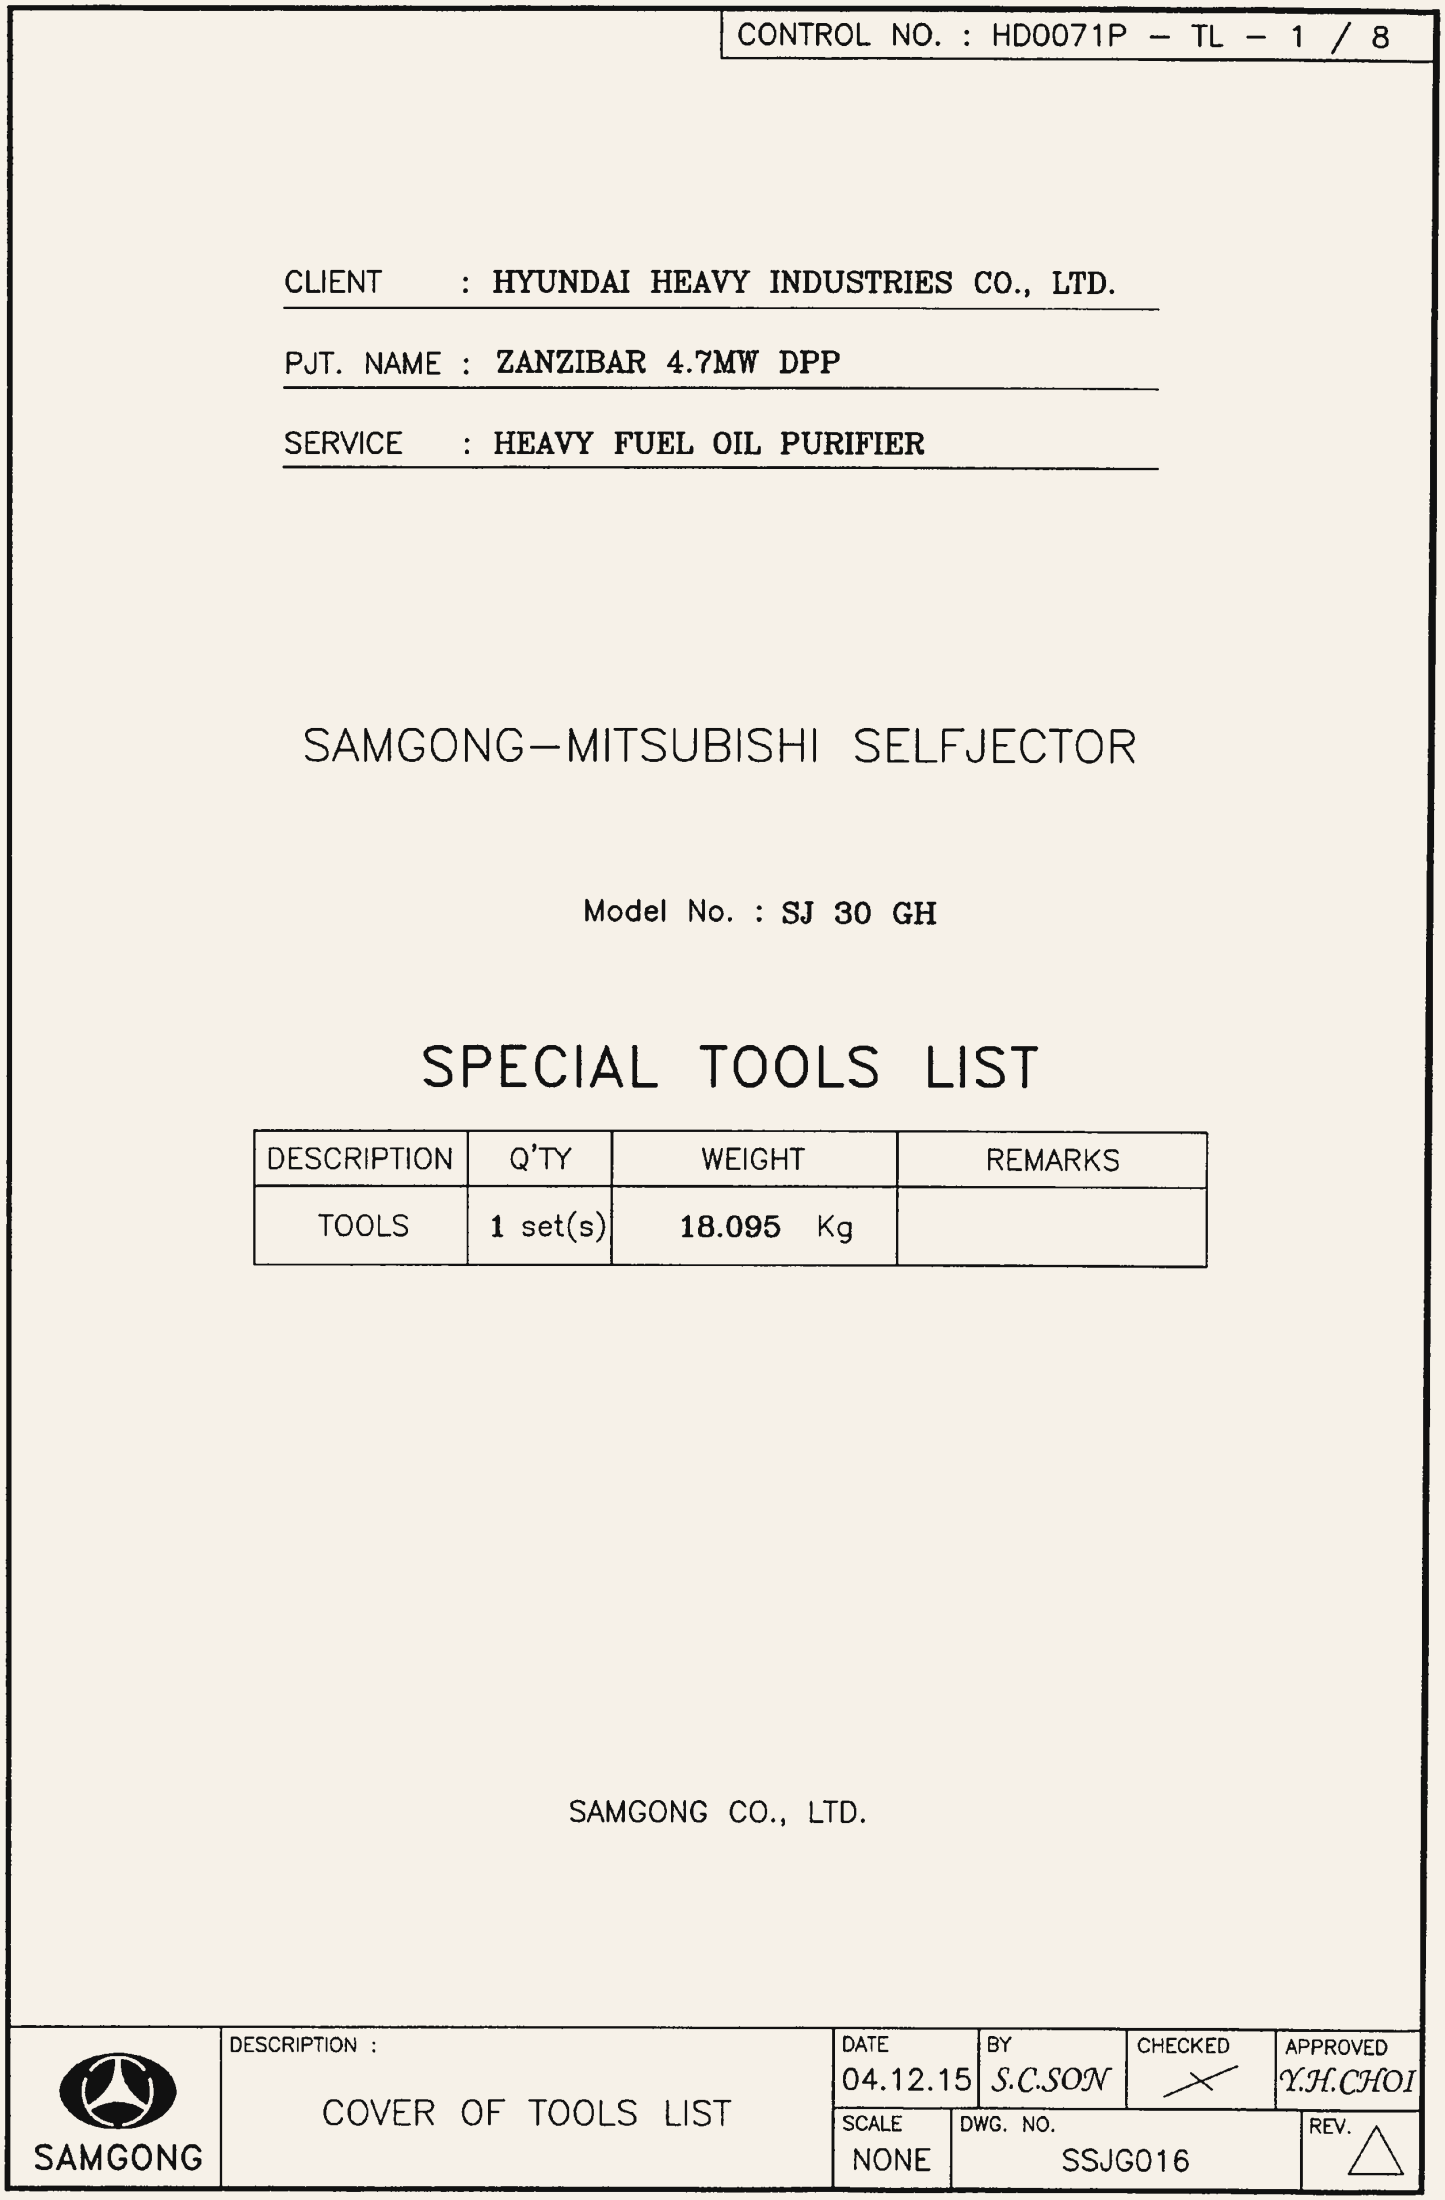 CONTROL NO. : HD0071P - TL - 1 / 8
CLIENT : HYUNDAI HEAVY INDUSTRIES CO., LTD.
PJT. NAME : ZANZIBAR 4.7MW DPP
SERVICE : HEAVY FUEL OIL PURIFIER
SAMGONG-MITSUBISHI SELFJECTOR
Model No. : SJ 30 GH
SPECIAL TOOLS LIST
DESCRIPTION Q'TY WEIGHT REMARKS
TOOLS 1 set(s) 18.095 Kg
SAMGONG CO., LTD.
SAMGONG
DESCRIPTION :
COVER OF TOOLS LIST
DATE BY CHECKED APPROVED
04.12.15 S.C.SON Y.H.CHOI
SCALE DWG. NO. REV.
NONE SSJG016